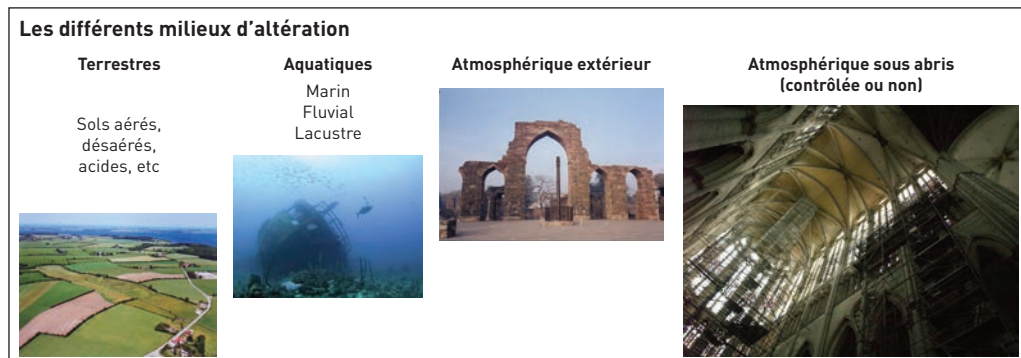 Les différents milieux d’altération
Terrestres
Sols aérés,
désaérés,
acides, etc
Aquatiques
Marin
Fluvial
Lacustre
Atmosphérique extérieur
Atmosphérique sous abris
(contrôlée ou non)